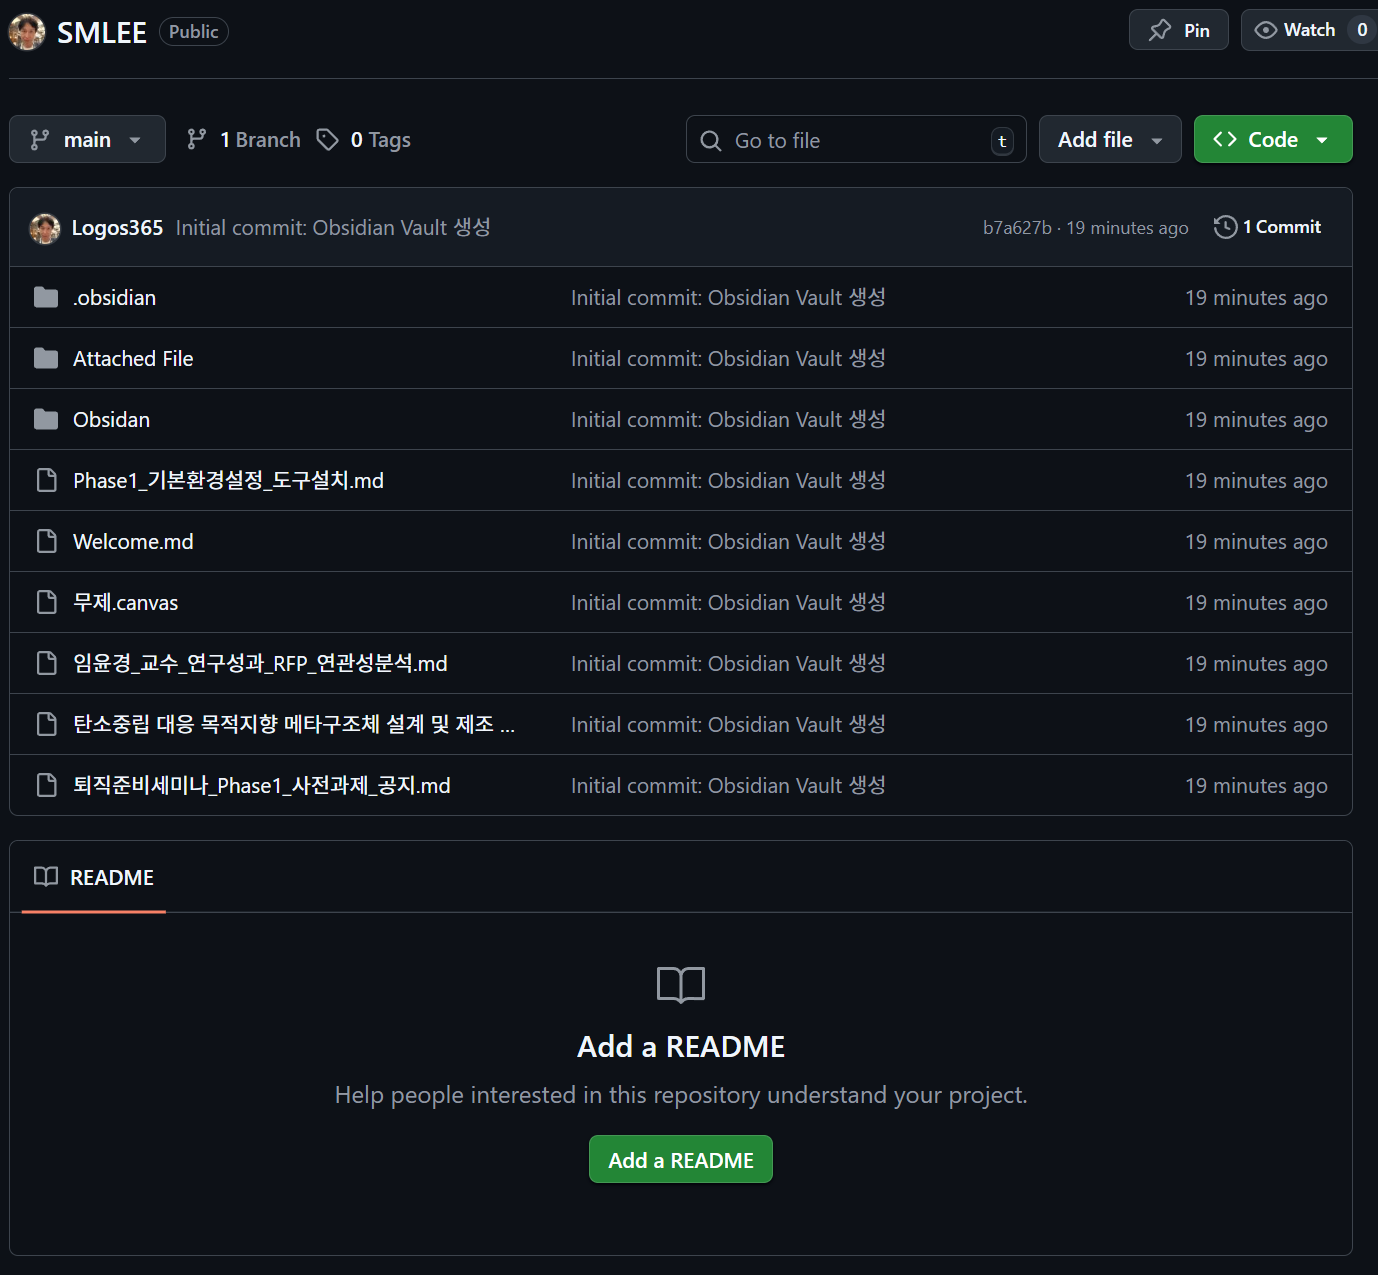 SMLEE Public Pin Watch 0
main 1 Branch 0 Tags Go to file t Add file Code
Logos365 Initial commit: Obsidian Vault 생성 b7a627b · 19 minutes ago 1 Commit
.obsidian Initial commit: Obsidian Vault 생성 19 minutes ago
Attached File Initial commit: Obsidian Vault 생성 19 minutes ago
Obsidan Initial commit: Obsidian Vault 생성 19 minutes ago
Phase1_기본환경설정_도구설치.md Initial commit: Obsidian Vault 생성 19 minutes ago
Welcome.md Initial commit: Obsidian Vault 생성 19 minutes ago
무제.canvas Initial commit: Obsidian Vault 생성 19 minutes ago
임윤경_교수_연구성과_RFP_연관성분석.md Initial commit: Obsidian Vault 생성 19 minutes ago
탄소중립 대응 목적지향 메타구조체 설계 및 제조 ... Initial commit: Obsidian Vault 생성 19 minutes ago
퇴직준비세미나_Phase1_사전과제_공지.md Initial commit: Obsidian Vault 생성 19 minutes ago
README
Add a README
Help people interested in this repository understand your project.
Add a README